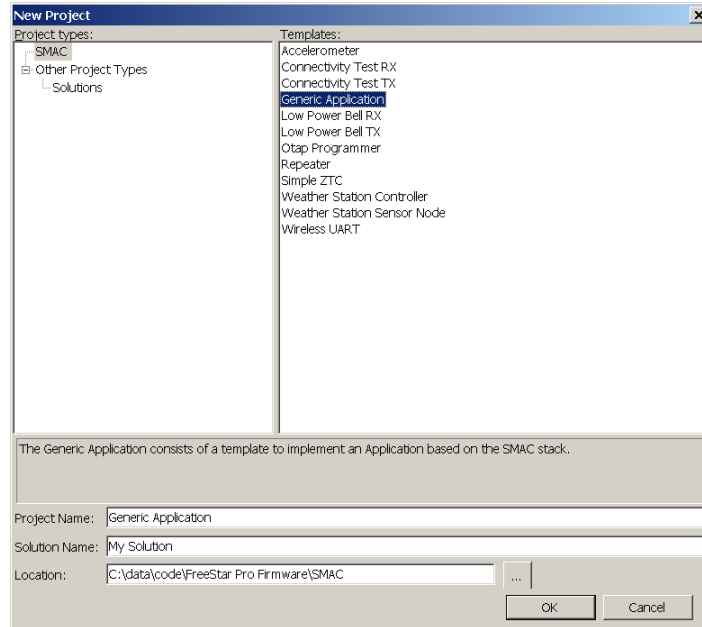 New Project
Project types:
SMAC
Other Project Types
Solutions
Templates:
Accelerometer
Connectivity Test RX
Connectivity Test TX
Generic Application
Low Power Bell RX
Low Power Bell TX
Otap Programmer
Repeater
Simple ZTC
Weather Station Controller
Weather Station Sensor Node
Wireless UART
The Generic Application consists of a template to implement an Application based on the SMAC stack.
Project Name: Generic Application
Solution Name: My Solution
Location: C:\data\code\FreeStar Pro Firmware\SMAC ...
OK Cancel